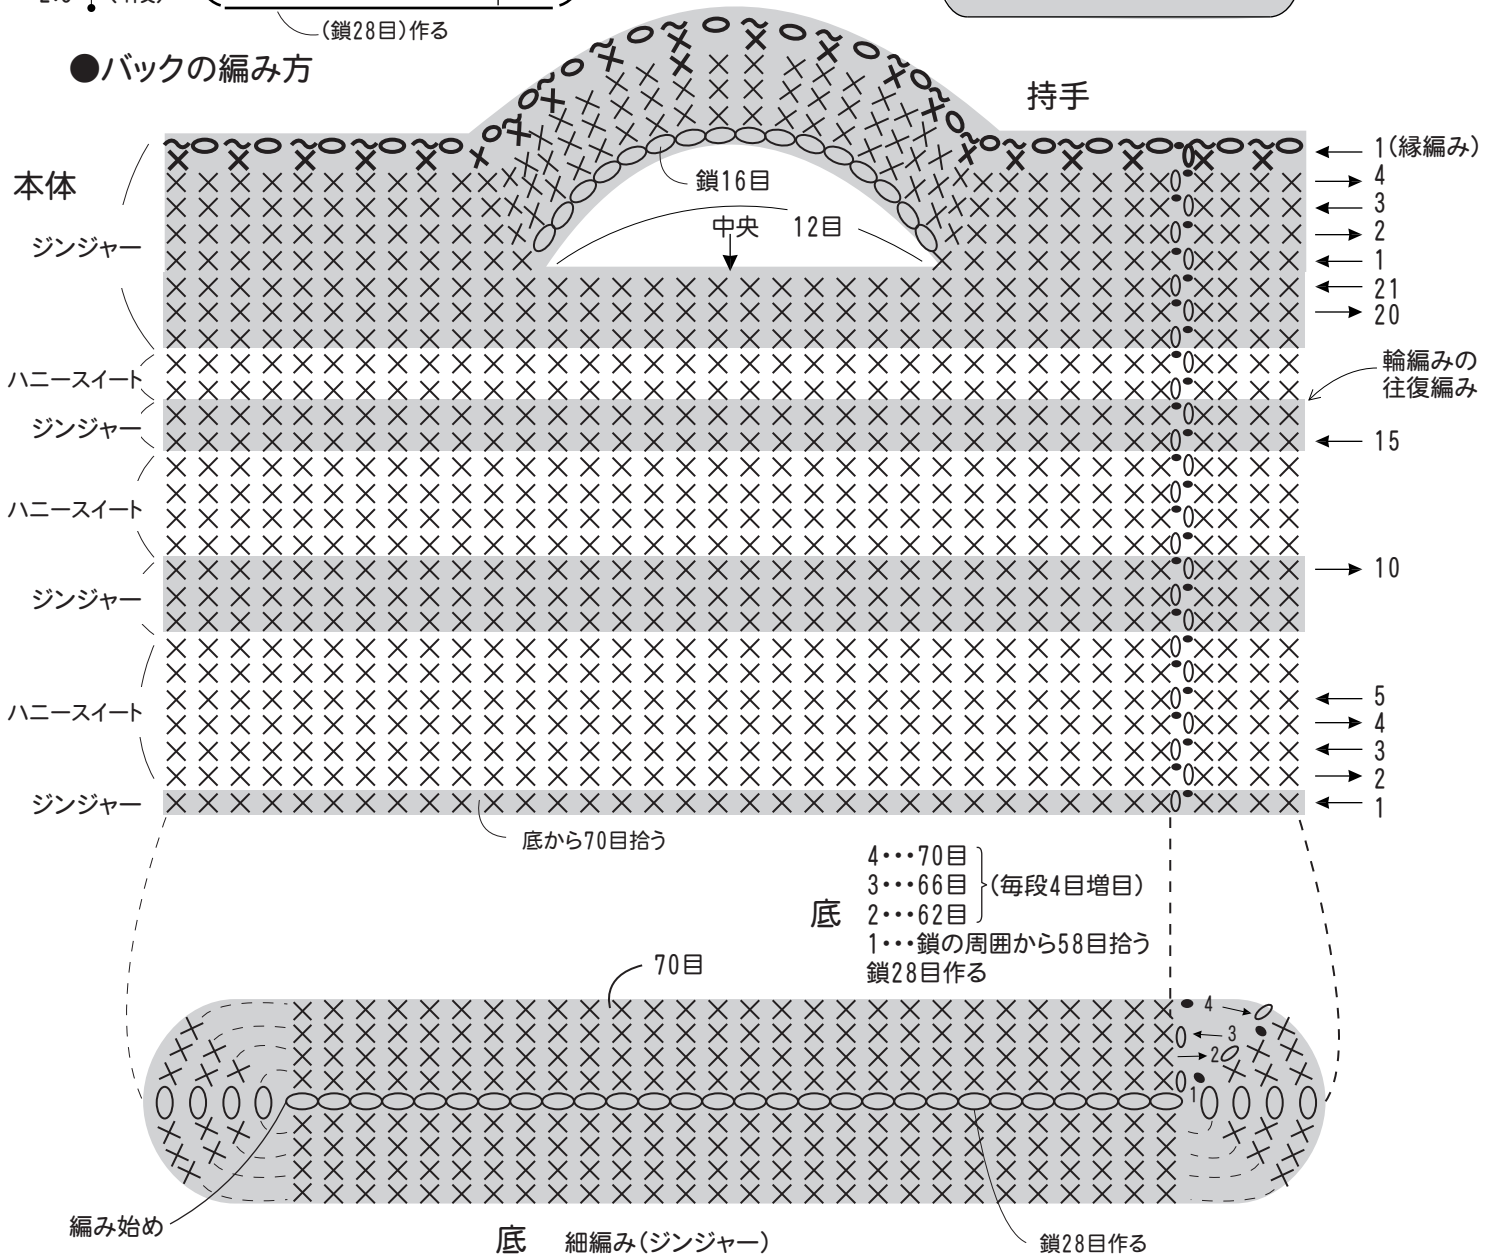 (鎖28目)作る
●バックの編み方
持手
本体
1(縁編み)
4
3
2
1
21
20
鎖16目
中央 12目
ジンジャー
ハニースイート
輪編みの
往復編み
ジンジャー
15
ハニースイート
10
ジンジャー
ハニースイート
5
4
3
2
1
ジンジャー
底から70目拾う
底
4・・・70目
3・・・66目
2・・・62目
(毎段4目増目)
1・・・鎖の周囲から58目拾う
鎖28目作る
70目
4
3
2
1
編み始め
底 細編み(ジンジャー)
鎖28目作る